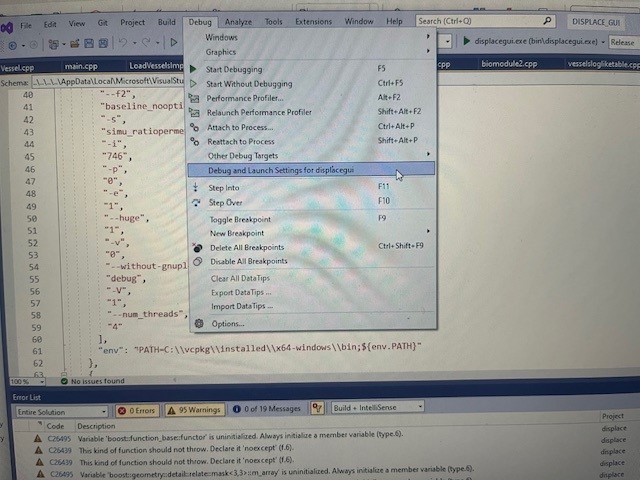 File Edit View Git Project Build Debug Analyze Tools Extensions Window Help Search (Ctrl+Q) DISPLACE_GUI
displacegui.exe (bin\displacegui.exe) Release
Vessel.cpp main.cpp LoadVesselsImp cpp biomodule2.cpp vesselslogliketable.cpp
Schema: ..\..\..\AppData\Local\Microsoft\VisualStu
Windows
Graphics
Start Debugging F5
Start Without Debugging Ctrl+F5
Performance Profiler... Alt+F2
Relaunch Performance Profiler Shift+Alt+F2
Attach to Process... Ctrl+Alt+P
Reattach to Process Shift+Alt+P
Other Debug Targets
Debug and Launch Settings for displacegui
Step Into F11
Step Over F10
Toggle Breakpoint F9
New Breakpoint
Delete All Breakpoints Ctrl+Shift+F9
Disable All Breakpoints
Clear All DataTips
Export DataTips ...
Import DataTips ...
Options...
40 "--f2",
41 "baseline_noopti
42 "-s",
43 "simu_ratioperme
44 "-i",
45 "746",
46 "-p",
47 "0",
48 "-e",
49 "1",
50 "--huge",
51 "1",
52 "-v",
53 "0",
54 "--without-gnupl
55 "debug",
56 "-V",
57 "1",
58 "--num_threads",
59 "4"
60 ],
61 "env": "PATH=C:\\vcpkg\\installed\\x64-windows\\bin;${env.PATH}"
62 },
63 {
100 % No issues found
Error List
Entire Solution 0 Errors 95 Warnings 0 of 19 Messages Build + IntelliSense
Code Description Project
C26495 Variable 'boost::function_base::functor' is uninitialized. Always initialize a member variable (type.6). displace
C26439 This kind of function should not throw. Declare it 'noexcept' (f.6). displace
C26439 This kind of function should not throw. Declare it 'noexcept' (f.6). displace
C26495 Variable 'boost::geometry::detail::relate::mask<3,3>::m_array' is uninitialized. Always initialize a member variable (type.6). displace